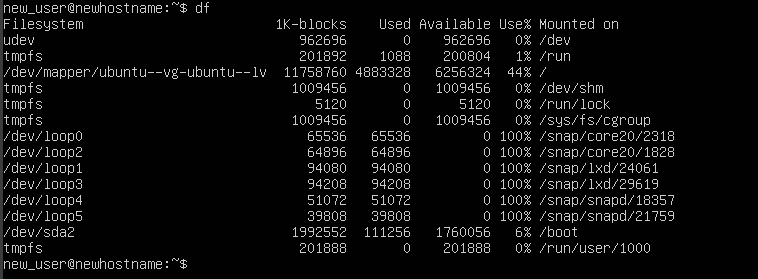 new_user@newhostname:~$ df
Filesystem                        1K-blocks    Used Available Use% Mounted on
udev                                 962696       0    962696   0% /dev
tmpfs                                201892    1088    200804   1% /run
/dev/mapper/ubuntu--vg-ubuntu--lv  11758760 4883328   6256324  44% /
tmpfs                               1009456       0   1009456   0% /dev/shm
tmpfs                                  5120       0      5120   0% /run/lock
tmpfs                               1009456       0   1009456   0% /sys/fs/cgroup
/dev/loop0                            65536   65536         0 100% /snap/core20/2318
/dev/loop2                            64896   64896         0 100% /snap/core20/1828
/dev/loop1                            94080   94080         0 100% /snap/lxd/24061
/dev/loop3                            94208   94208         0 100% /snap/lxd/29619
/dev/loop4                            51072   51072         0 100% /snap/snapd/18357
/dev/loop5                            39808   39808         0 100% /snap/snapd/21759
/dev/sda2                           1992552  111256   1760056   6% /boot
tmpfs                                201888       0    201888   0% /run/user/1000
new_user@newhostname:~$